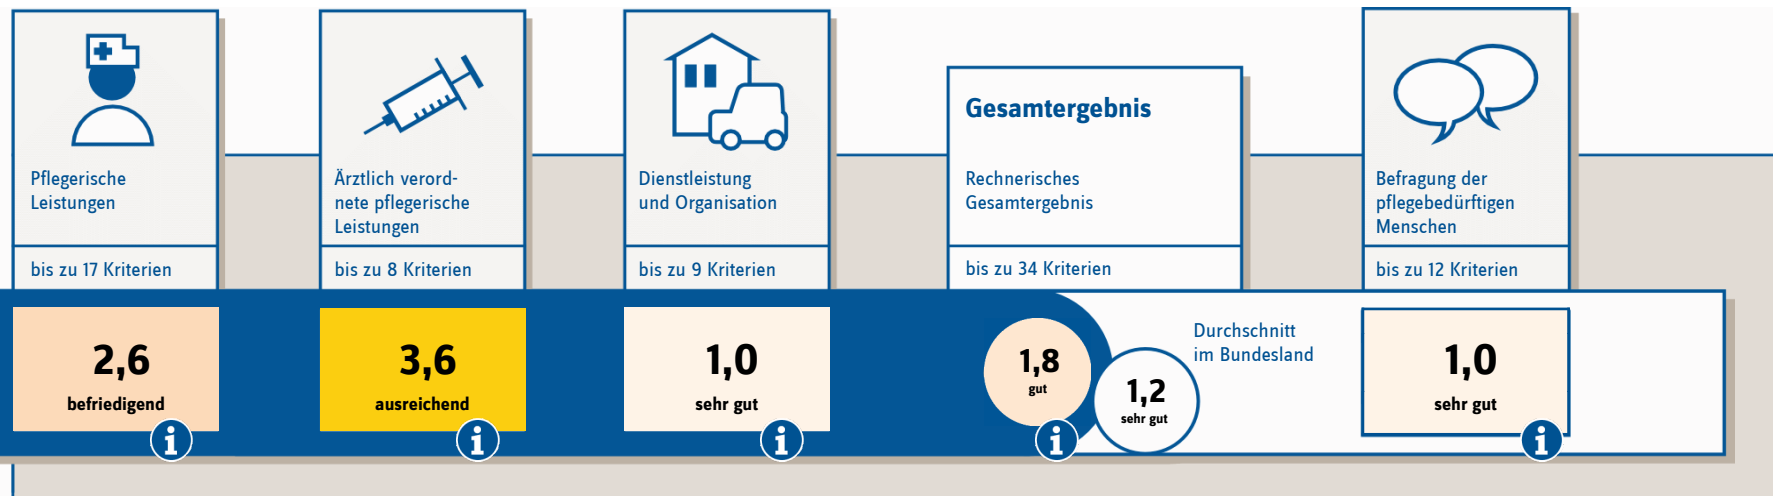 Pflegerische
Leistungen
bis zu 17 Kriterien
2,6
befriedigend
i
Ärztlich verord-
nete pflegerische
Leistungen
bis zu 8 Kriterien
3,6
ausreichend
i
Dienstleistung
und Organisation
bis zu 9 Kriterien
1,0
sehr gut
i
Gesamtergebnis
Rechnerisches
Gesamtergebnis
bis zu 34 Kriterien
1,8
gut
i
Durchschnitt
im Bundesland
1,2
sehr gut
Befragung der
pflegebedürftigen
Menschen
bis zu 12 Kriterien
1,0
sehr gut
i